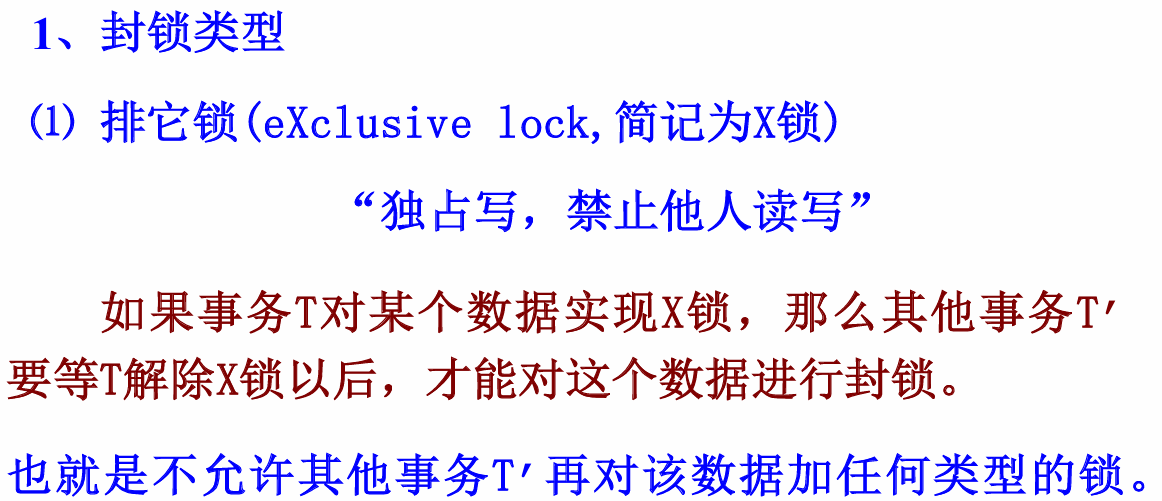 1、封锁类型
⑴ 排它锁(eXclusive lock,简记为X锁)
“独占写，禁止他人读写”
如果事务T对某个数据实现X锁，那么其他事务T′
要等T解除X锁以后，才能对这个数据进行封锁。
也就是不允许其他事务T′再对该数据加任何类型的锁。